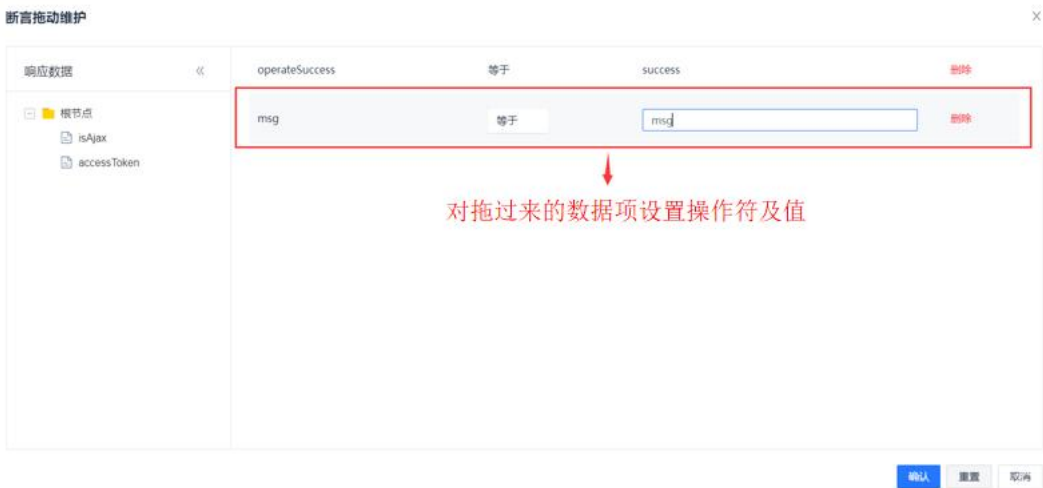 断言拖动维护
响应数据
operateSuccess 等于 success 删除
根节点
msg 等于 msg 删除
isAjax
accessToken
对拖过来的数据项设置操作符及值
确认 重置 取消